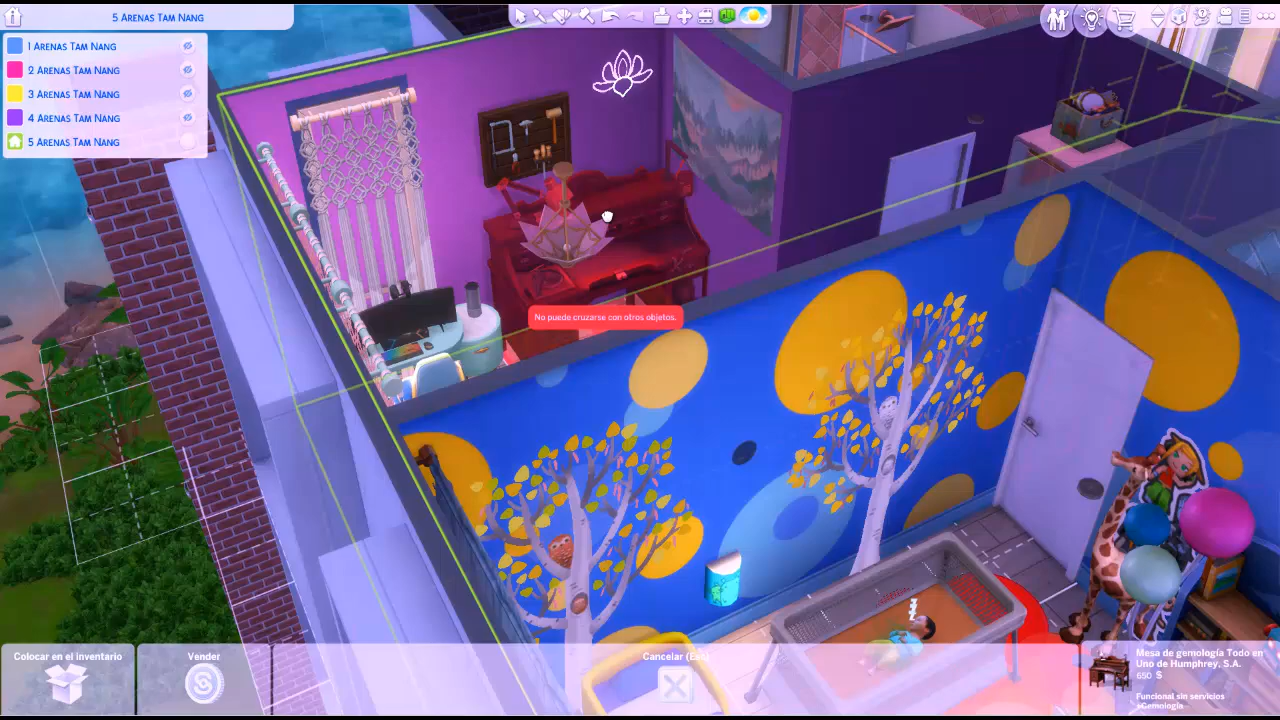 5 Arenas Tam Nang
1 Arenas Tam Nang
2 Arenas Tam Nang
3 Arenas Tam Nang
4 Arenas Tam Nang
5 Arenas Tam Nang
No puede cruzarse con otros objetos.
Colocar en el inventario
Vender
Cancelar (Esc)
Mesa de gemología Todo en
Uno de Humphrey, S.A.
650 $
Funcional sin servicios
+Gemología